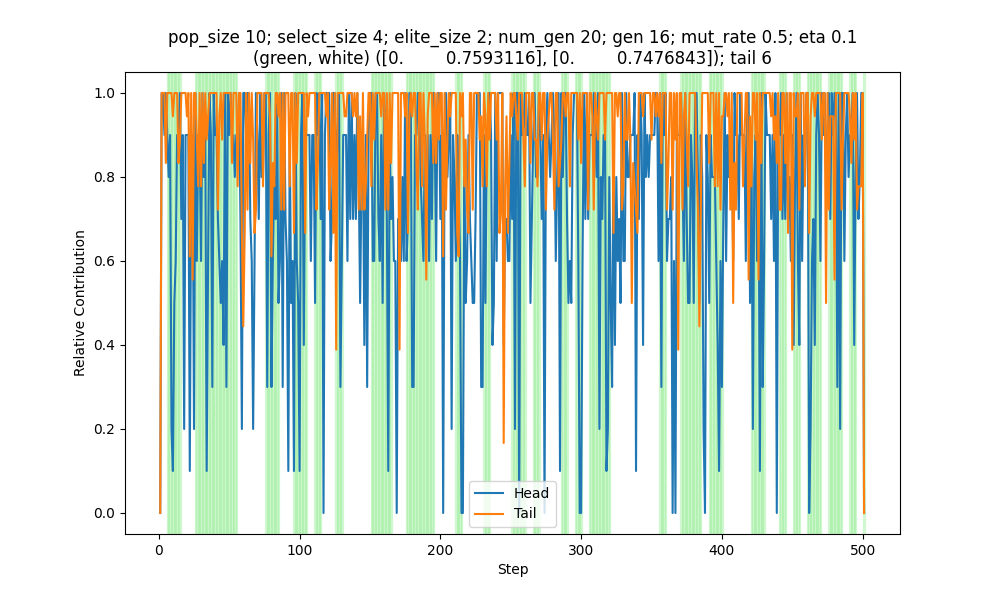 pop_size 10; select_size 4; elite_size 2; num_gen 20; gen 16; mut_rate 0.5; eta 0.1
(green, white) ([0. 0.7593116], [0. 0.7476843]); tail 6
1.0
0.8
0.6
0.4
0.2
0.0
Relative Contribution
Head
Tail
0 100 200 300 400 500
Step